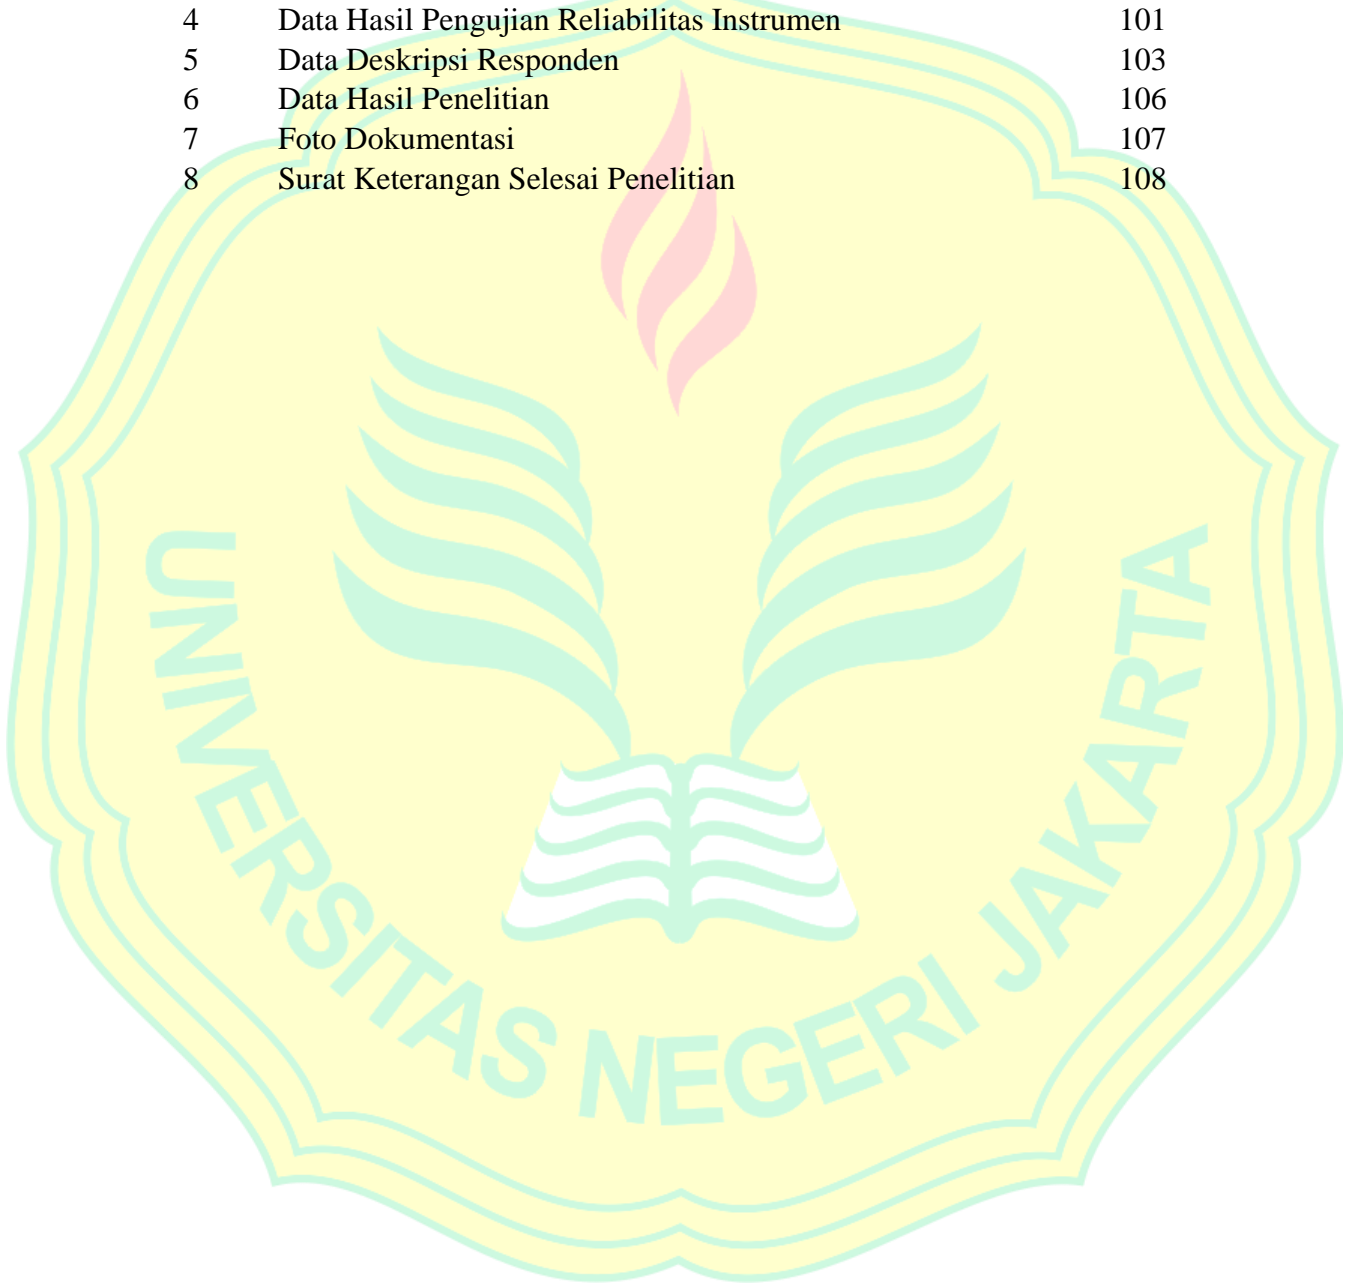 4 Data Hasil Pengujian Reliabilitas Instrumen 101
5 Data Deskripsi Responden 103
6 Data Hasil Penelitian 106
7 Foto Dokumentasi 107
8 Surat Keterangan Selesai Penelitian 108
UNIVERSITAS NEGERI JAKARTA